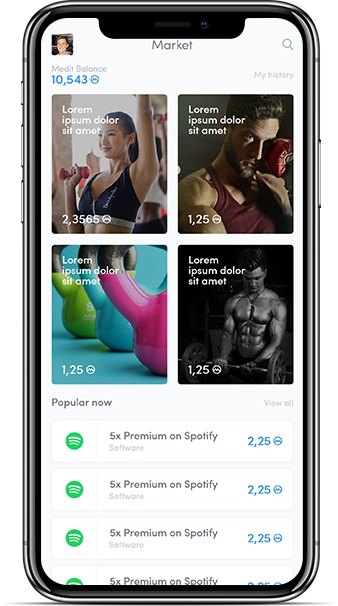 Market
Medit Balance
10,543
My history
Lorem
ipsum dolor
sit amet
2,3565
Lorem
ipsum dolor
sit amet
1,25
Lorem
ipsum dolor
sit amet
1,25
Lorem
ipsum dolor
sit amet
1,25
Popular now
View all
5x Premium on Spotify
Software
2,25
5x Premium on Spotify
Software
2,25
5x Premium on Spotify
Software
2,25
5x Premium on Spotify
2,25